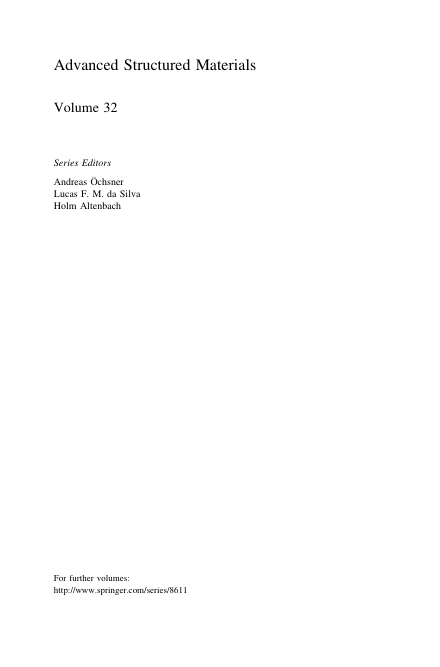 Advanced Structured Materials
Volume 32
Series Editors
Andreas Öchsner
Lucas F. M. da Silva
Holm Altenbach
For further volumes:
http://www.springer.com/series/8611